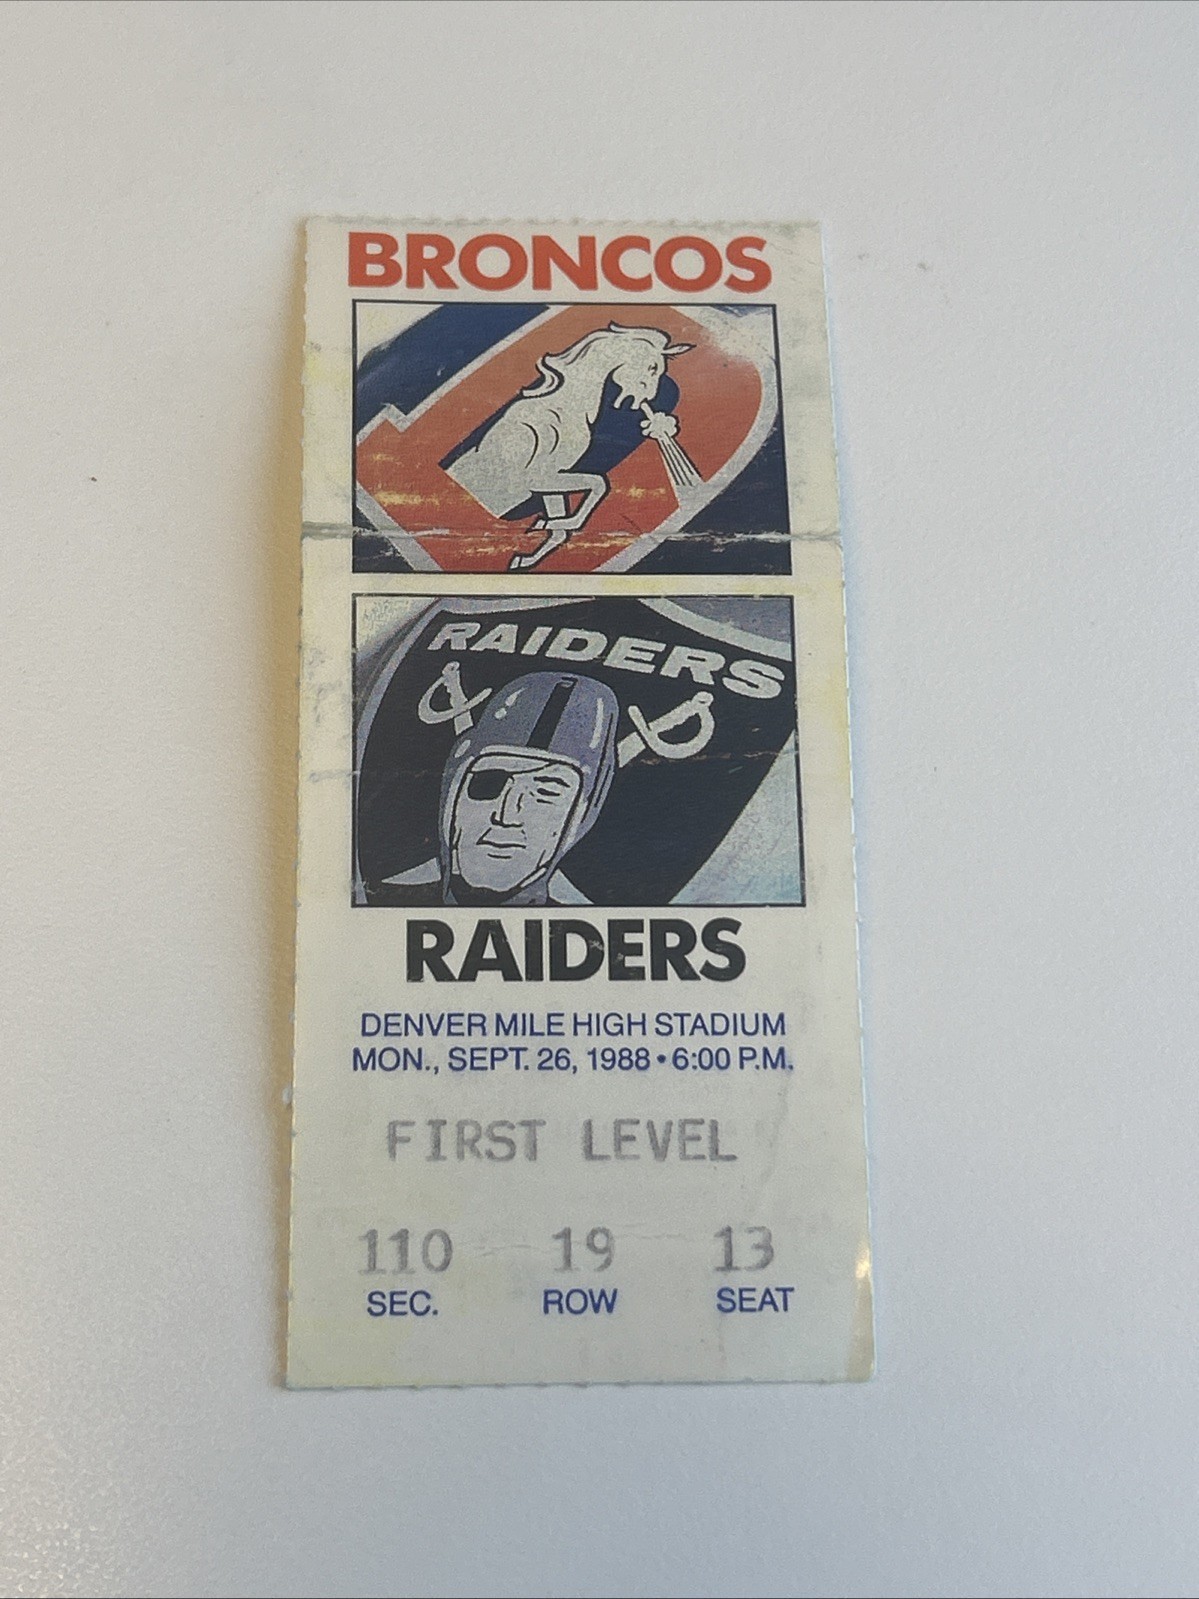 BRONCOS
RAIDERS
RAIDERS
DENVER MILE HIGH STADIUM
MON., SEPT. 26, 1988 • 6:00 P.M.
FIRST LEVEL
110 19 13
SEC. ROW SEAT